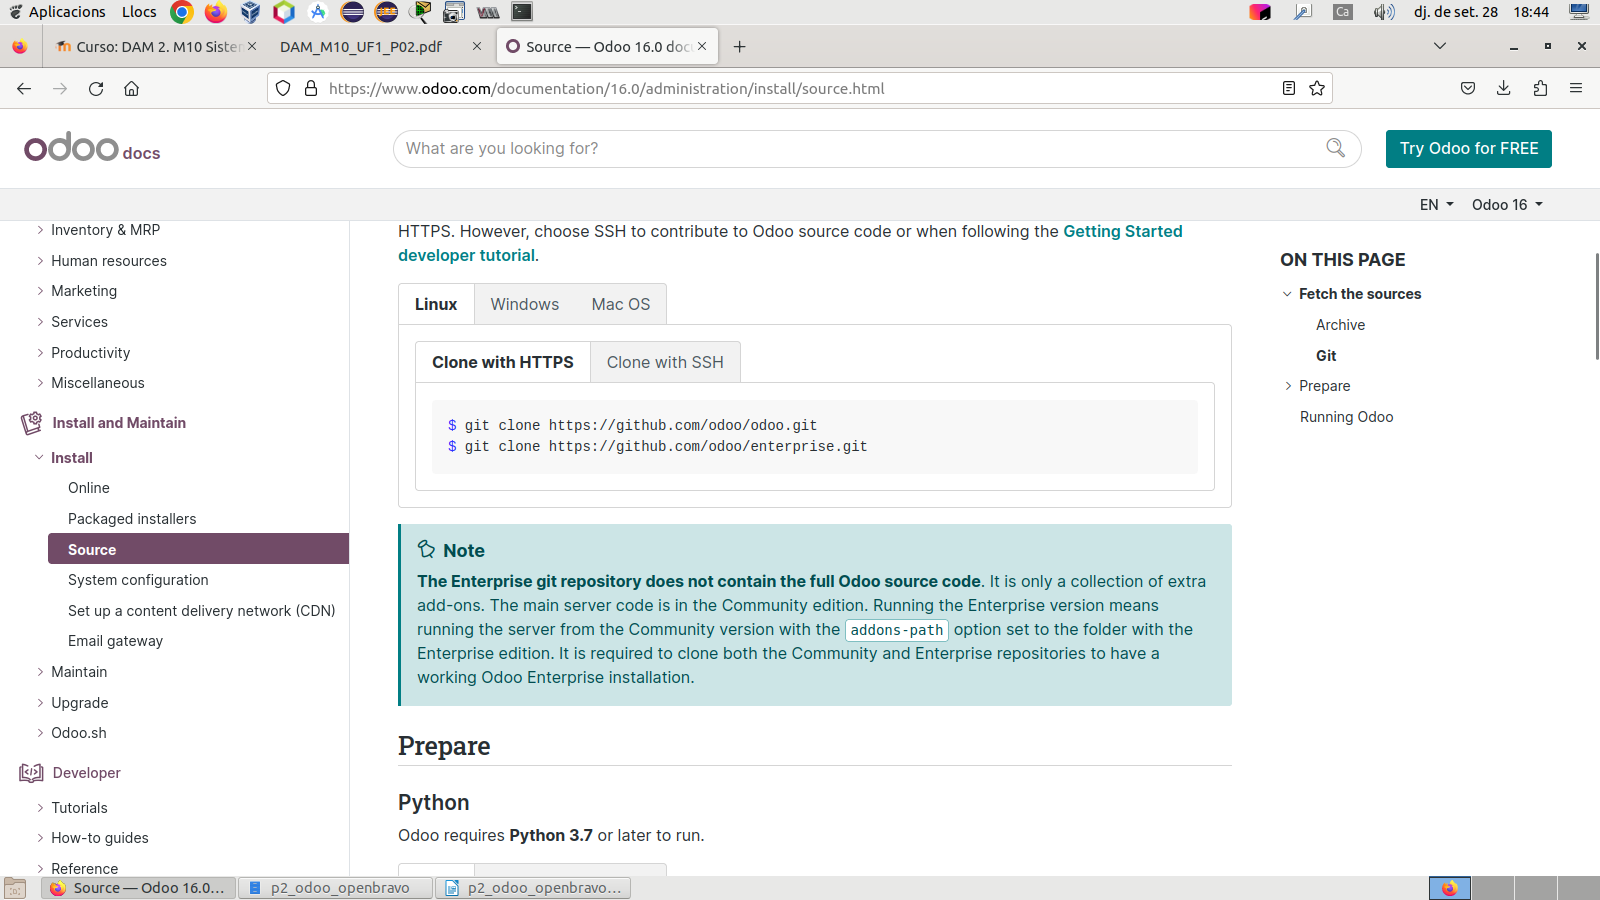 Aplicacions Llocs Ca dj. de set. 28 18:44
Curso: DAM 2. M10 Sister DAM_M10_UF1_P02.pdf Source — Odoo 16.0 doc
https://www.odoo.com/documentation/16.0/administration/install/source.html
odoo docs What are you looking for? Try Odoo for FREE
EN Odoo 16
Inventory & MRP
Human resources
Marketing
Services
Productivity
Miscellaneous
Install and Maintain
Install
Online
Packaged installers
Source
System configuration
Set up a content delivery network (CDN)
Email gateway
Maintain
Upgrade
Odoo.sh
Developer
Tutorials
How-to guides
Reference
HTTPS. However, choose SSH to contribute to Odoo source code or when following the Getting Started
developer tutorial.
Linux Windows Mac OS
Clone with HTTPS Clone with SSH
$ git clone https://github.com/odoo/odoo.git
$ git clone https://github.com/odoo/enterprise.git
Note
The Enterprise git repository does not contain the full Odoo source code. It is only a collection of extra
add-ons. The main server code is in the Community edition. Running the Enterprise version means
running the server from the Community version with the addons-path option set to the folder with the
Enterprise edition. It is required to clone both the Community and Enterprise repositories to have a
working Odoo Enterprise installation.
Prepare
Python
Odoo requires Python 3.7 or later to run.
ON THIS PAGE
Fetch the sources
Archive
Git
Prepare
Running Odoo
Source — Odoo 16.0... p2_odoo_openbravo p2_odoo_openbravo...